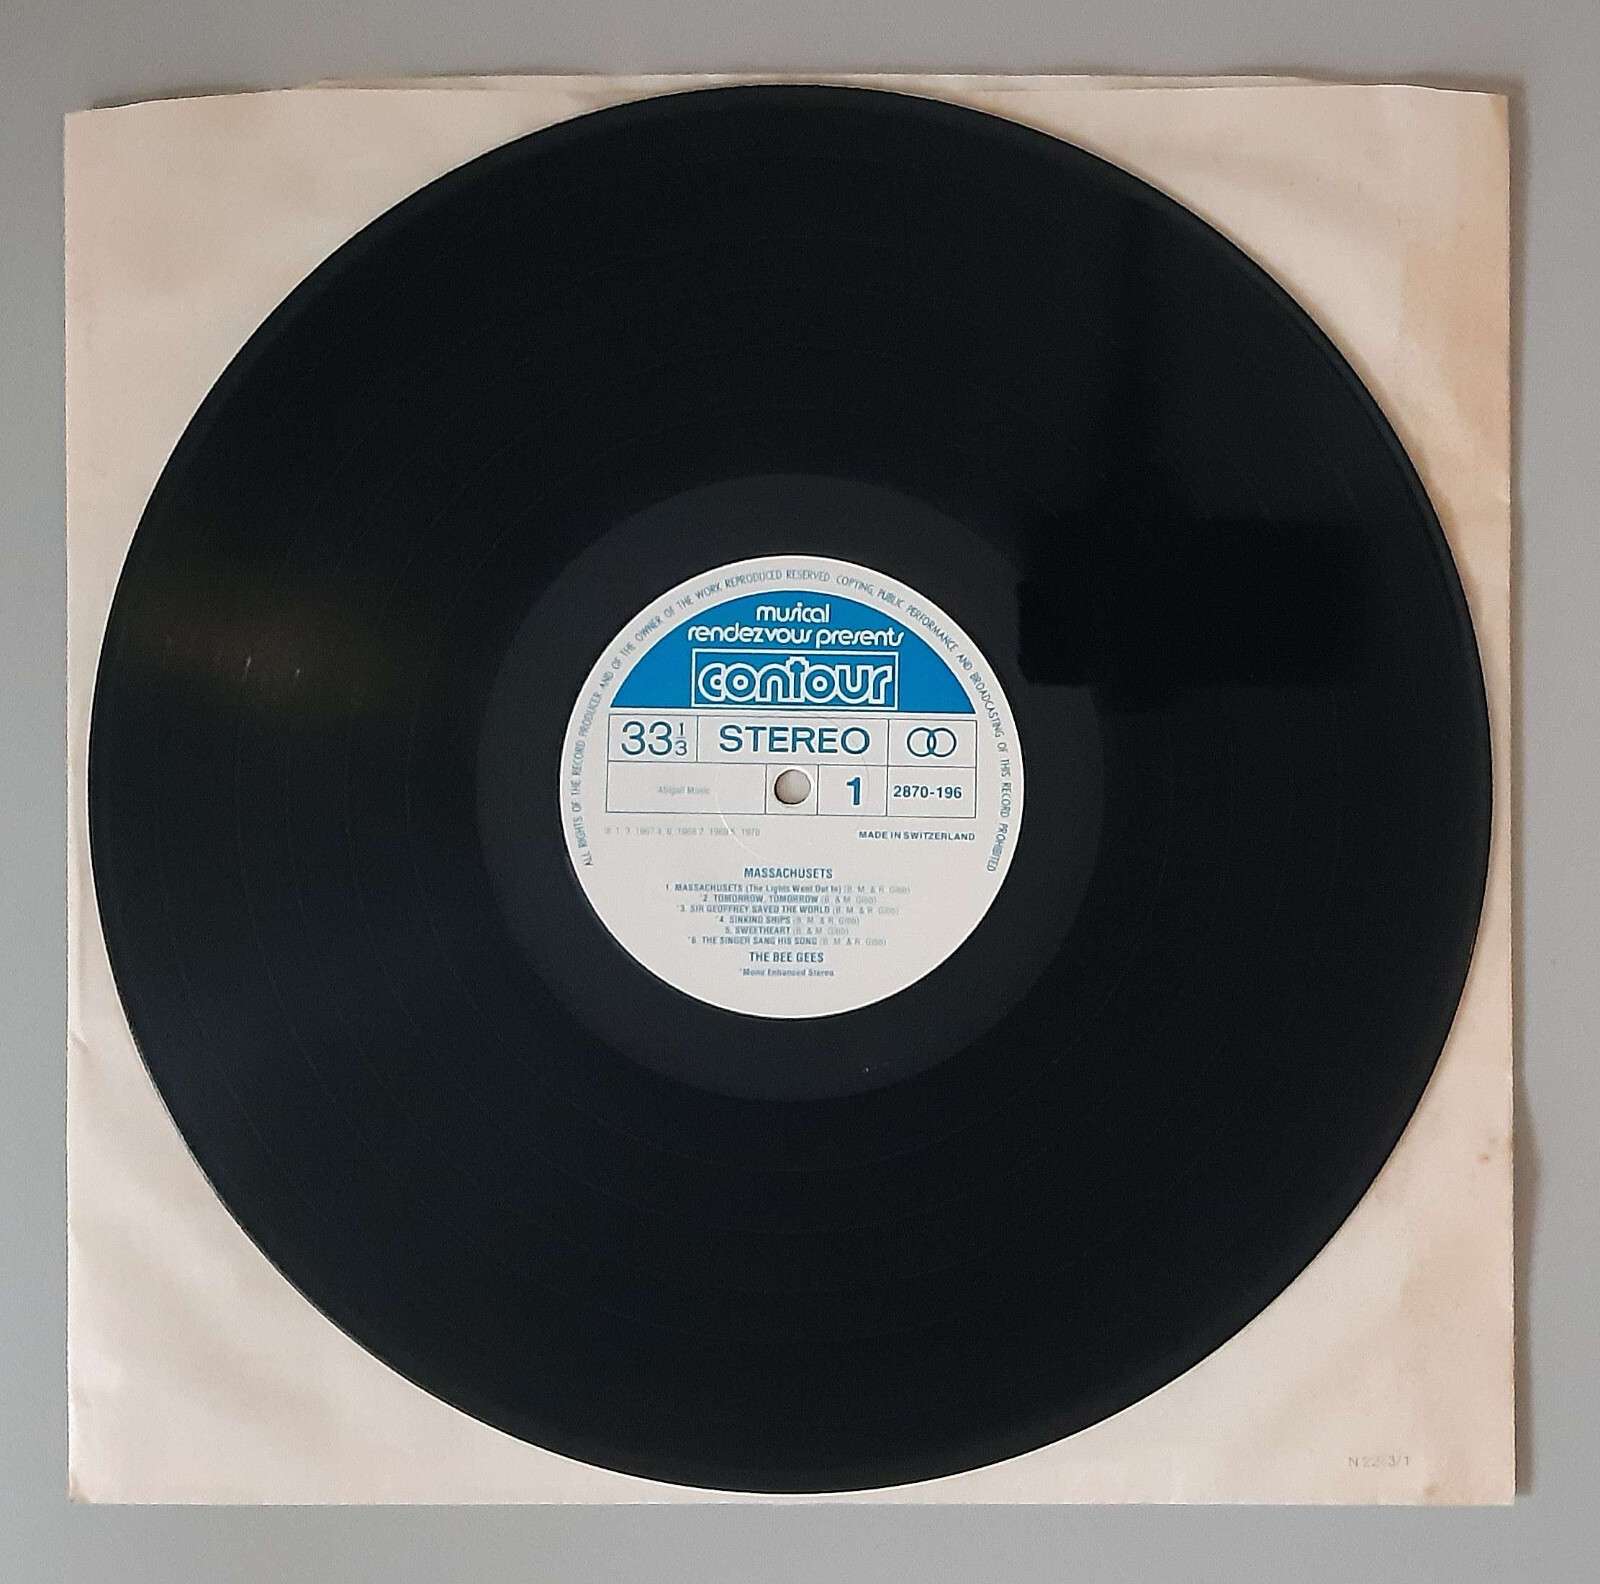 ALL RIGHTS OF THE RECORD PRODUCER AND OF THE OWNER OF THE WORK REPRODUCED RESERVED. COPYING, PUBLIC PERFORMANCE AND BROADCASTING OF THIS RECORD PROHIBITED
musical
rendezvous presents
contour
33 1/3 STEREO
Abigail Music 1 2870-196
MADE IN SWITZERLAND
MASSACHUSETS
1. MASSACHUSETS (The Lights Went Out In) (B. M. & R. Gibb)
*2. TOMORROW, TOMORROW (B. & M. Gibb)
*3. SIR GEOFFREY SAVED THE WORLD (B. M. & R. Gibb)
*4. SINKIND SHIPS (B. M. & R. Gibb)
5. SWEETHEART (B. & M. Gibb)
*6. THE SINGER SANG HIS SONG (B. M. & R. Gibb)
THE BEE GEES
*Mono Enhanced Stereo